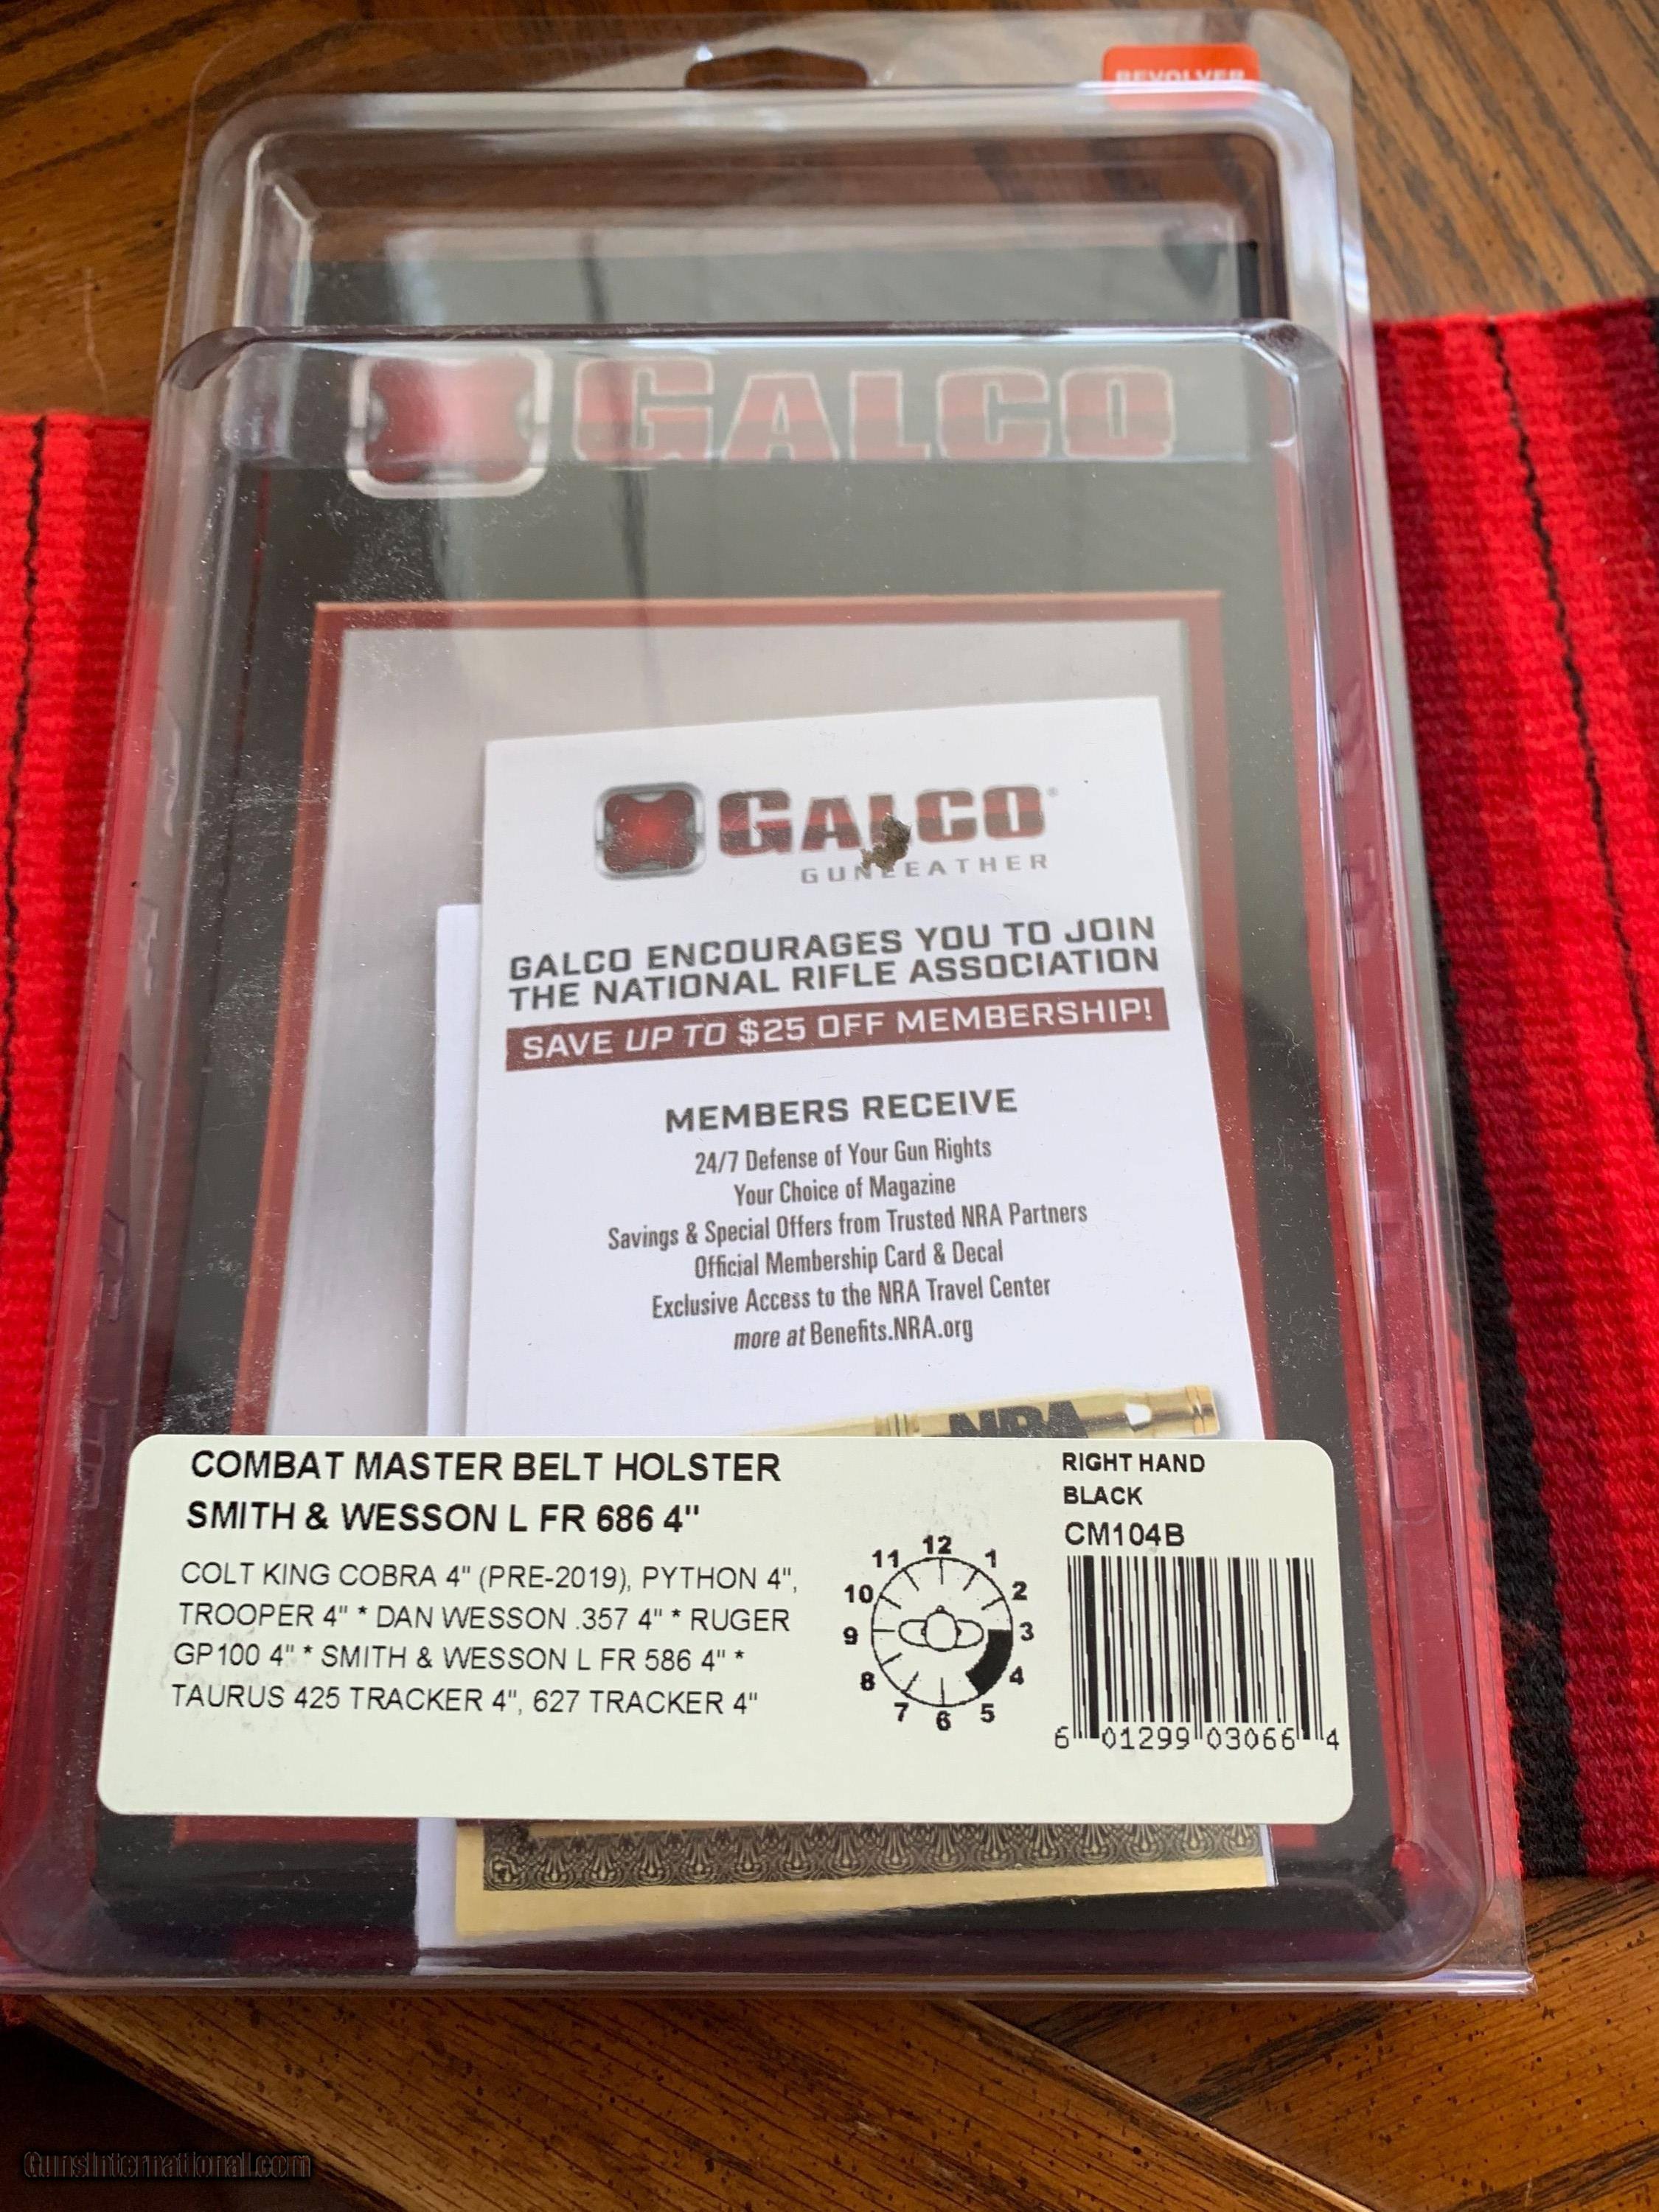 REVOLVER
GALCO
GALCO®
GUNLEATHER
GALCO ENCOURAGES YOU TO JOIN
THE NATIONAL RIFLE ASSOCIATION
SAVE UP TO $25 OFF MEMBERSHIP!
MEMBERS RECEIVE
24/7 Defense of Your Gun Rights
Your Choice of Magazine
Savings & Special Offers from Trusted NRA Partners
Official Membership Card & Decal
Exclusive Access to the NRA Travel Center
more at Benefits.NRA.org
NRA
COMBAT MASTER BELT HOLSTER
SMITH & WESSON L FR 686 4"
COLT KING COBRA 4" (PRE-2019), PYTHON 4",
TROOPER 4" * DAN WESSON .357 4" * RUGER
GP100 4" * SMITH & WESSON L FR 586 4" *
TAURUS 425 TRACKER 4", 627 TRACKER 4"
12
11 1
10 2
9 3
8 4
7 6 5
RIGHT HAND
BLACK
CM104B
6 01299 03066 4
GunsInternational.com